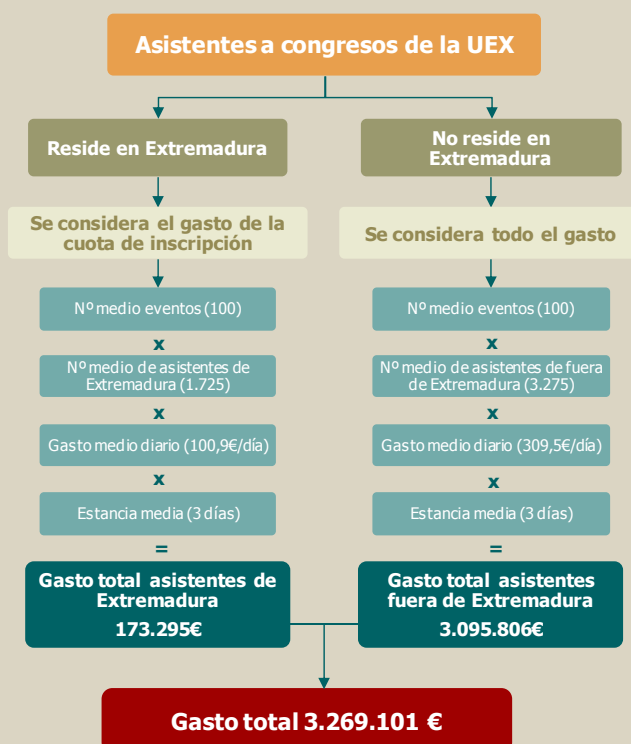 Asistentes a congresos de la UEX
Reside en Extremadura
No reside en
Extremadura
Se considera el gasto de la
cuota de inscripción
Se considera todo el gasto
Nº medio eventos (100)
x
Nº medio de asistentes de
Extremadura (1.725)
x
Gasto medio diario (100,9€/día)
x
Estancia media (3 días)
=
Gasto total asistentes de
Extremadura
173.295€
Nº medio eventos (100)
x
Nº medio de asistentes de fuera
de Extremadura (3.275)
x
Gasto medio diario (309,5€/día)
x
Estancia media (3 días)
=
Gasto total asistentes
fuera de Extremadura
3.095.806€
Gasto total 3.269.101 €